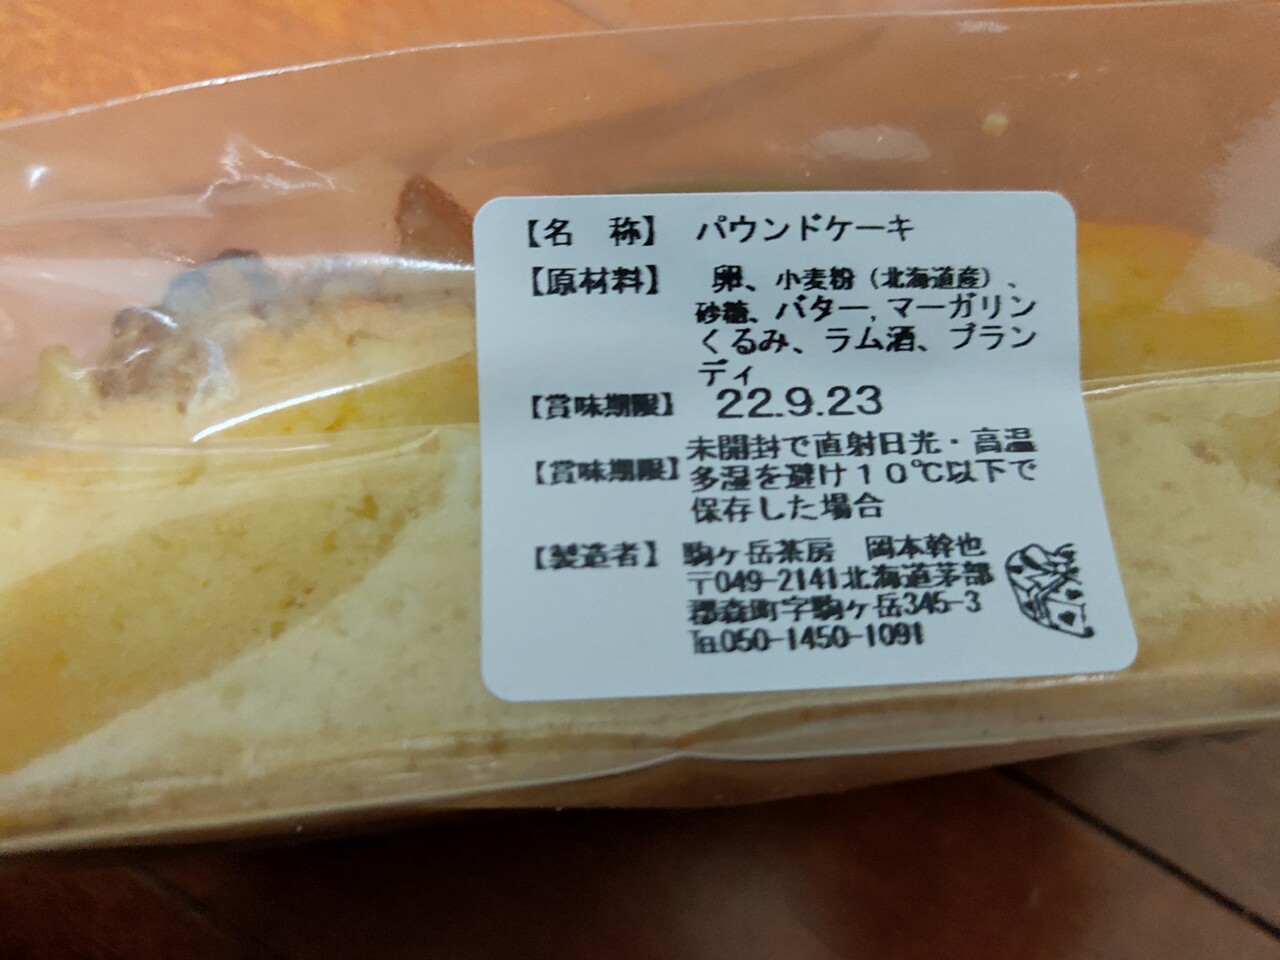 【名　称】 パウンドケーキ
【原材料】 卵、小麦粉（北海道産）、
砂糖、バター,マーガリン
くるみ、ラム酒、ブラン
ディ
【賞味期限】 22.9.23
未開封で直射日光・高温
【賞味期限】多湿を避け１０℃以下で
保存した場合
【製造者】 駒ヶ岳茶房　岡本幹也
〒049-2141北海道茅部
郡森町字駒ヶ岳345-3
℡050-1450-1091